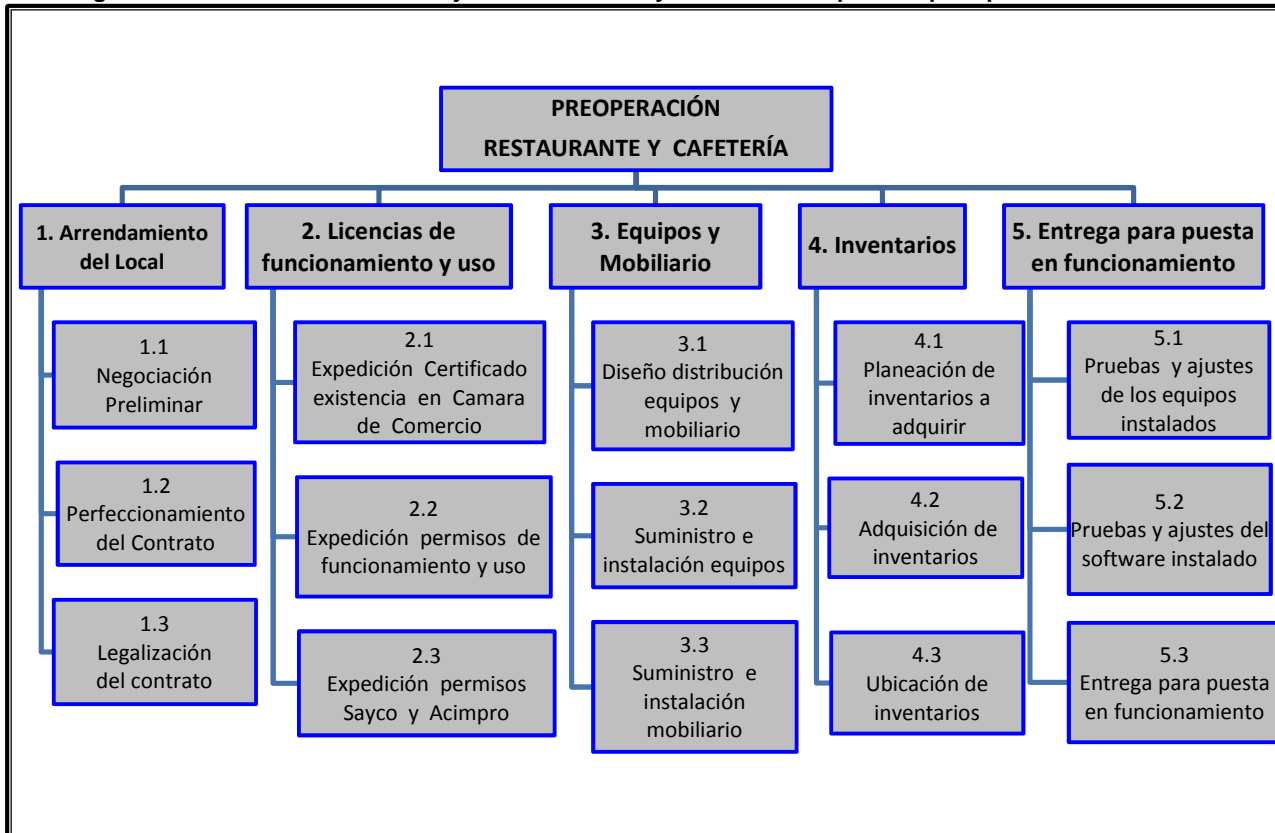 PREOPERACIÓN
RESTAURANTE Y CAFETERÍA
1. Arrendamiento
del Local
2. Licencias de
funcionamiento y uso
3. Equipos y
Mobiliario
4. Inventarios
5. Entrega para puesta
en funcionamiento
1.1
Negociación
Preliminar
1.2
Perfeccionamiento
del Contrato
1.3
Legalización
del contrato
2.1
Expedición Certificado
existencia en Camara
de Comercio
2.2
Expedición permisos de
funcionamiento y uso
2.3
Expedición permisos
Sayco y Acimpro
3.1
Diseño distribución
equipos y
mobiliario
3.2
Suministro e
instalación equipos
3.3
Suministro e
instalación
mobiliario
4.1
Planeación de
inventarios a
adquirir
4.2
Adquisición de
inventarios
4.3
Ubicación de
inventarios
5.1
Pruebas y ajustes
de los equipos
instalados
5.2
Pruebas y ajustes del
software instalado
5.3
Entrega para puesta
en funcionamiento